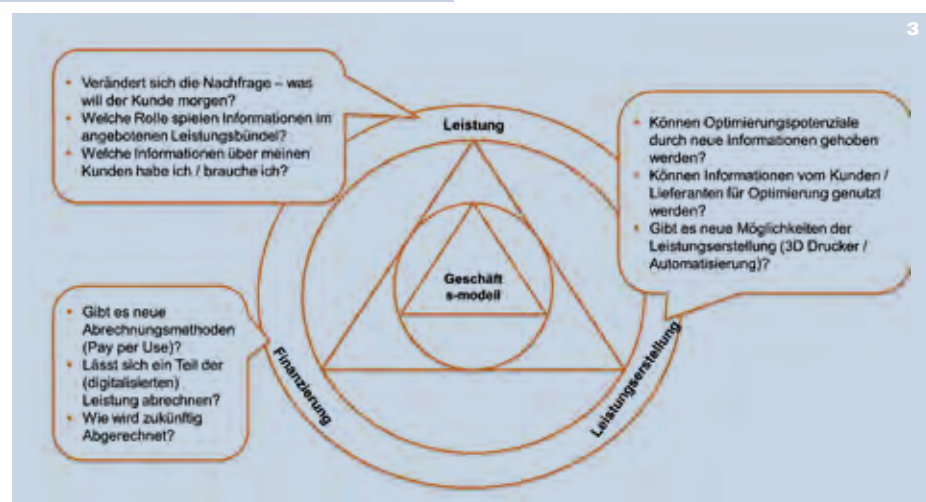 3
• Verändert sich die Nachfrage – was
will der Kunde morgen?
• Welche Rolle spielen Informationen im
angebotenen Leistungsbündel?
• Welche Informationen über meinen
Kunden habe ich / brauche ich?
Leistung
• Können Optimierungspotenziale
durch neue Informationen gehoben
werden?
• Können Informationen vom Kunden /
Lieferanten für Optimierung genutzt
werden?
• Gibt es neue Möglichkeiten der
Leistungserstellung (3D Drucker /
Automatisierung)?
Geschäft
s-modell
• Gibt es neue
Abrechnungsmethoden
(Pay per Use)?
• Lässt sich ein Teil der
(digitalisierten)
Leistung abrechnen?
• Wie wird zukünftig
Abgerechnet?
Finanzierung
Leistungserstellung